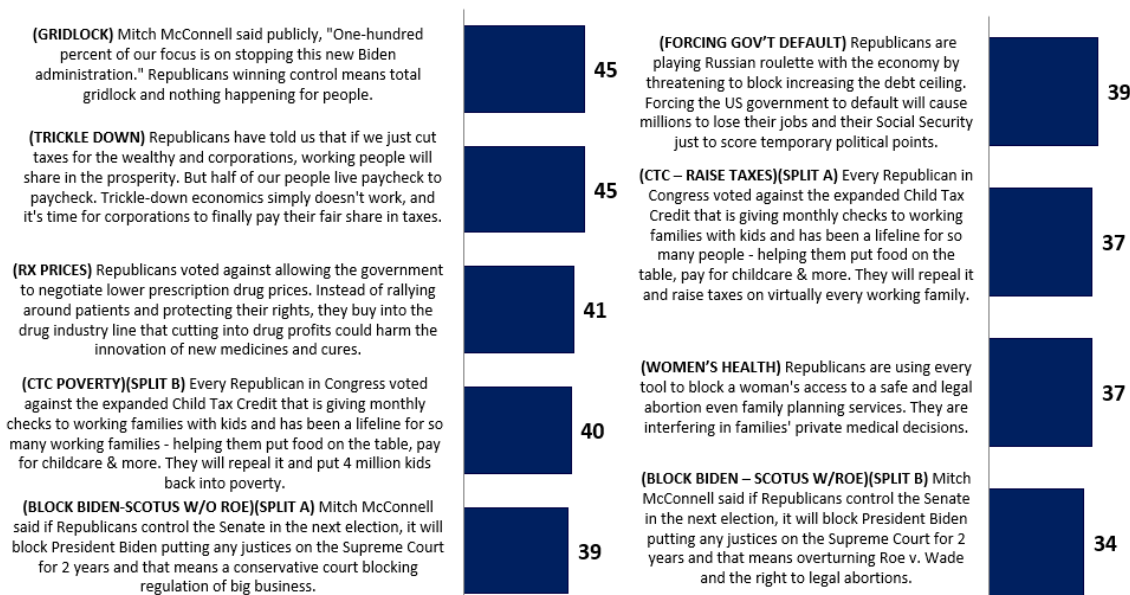 (GRIDLOCK) Mitch McConnell said publicly, "One-hundred
percent of our focus is on stopping this new Biden
administration." Republicans winning control means total
gridlock and nothing happening for people.
45
(TRICKLE DOWN) Republicans have told us that if we just cut
taxes for the wealthy and corporations, working people will
share in the prosperity. But half of our people live paycheck to
paycheck. Trickle-down economics simply doesn't work, and
it's time for corporations to finally pay their fair share in taxes.
45
(RX PRICES) Republicans voted against allowing the government
to negotiate lower prescription drug prices. Instead of rallying
around patients and protecting their rights, they buy into the
drug industry line that cutting into drug profits could harm the
innovation of new medicines and cures.
41
(CTC POVERTY)(SPLIT B) Every Republican in Congress voted
against the expanded Child Tax Credit that is giving monthly
checks to working families with kids and has been a lifeline for so
many working families - helping them put food on the table, pay
for childcare & more. They will repeal it and put 4 million kids
back into poverty.
40
(BLOCK BIDEN-SCOTUS W/O ROE)(SPLIT A) Mitch McConnell
said if Republicans control the Senate in the next election, it will
block President Biden putting any justices on the Supreme Court
for 2 years and that means a conservative court blocking
regulation of big business.
39
(FORCING GOV'T DEFAULT) Republicans are
playing Russian roulette with the economy by
threatening to block increasing the debt ceiling.
Forcing the US government to default will cause
millions to lose their jobs and their Social Security
just to score temporary political points.
39
(CTC – RAISE TAXES)(SPLIT A) Every Republican in
Congress voted against the expanded Child Tax
Credit that is giving monthly checks to working
families with kids and has been a lifeline for so
many people - helping them put food on the
table, pay for childcare & more. They will repeal it
and raise taxes on virtually every working family.
37
(WOMEN'S HEALTH) Republicans are using every
tool to block a woman's access to a safe and legal
abortion even family planning services. They are
interfering in families' private medical decisions.
37
(BLOCK BIDEN – SCOTUS W/ROE)(SPLIT B) Mitch
McConnell said if Republicans control the Senate
in the next election, it will block President Biden
putting any justices on the Supreme Court for 2
years and that means overturning Roe v. Wade
and the right to legal abortions.
34